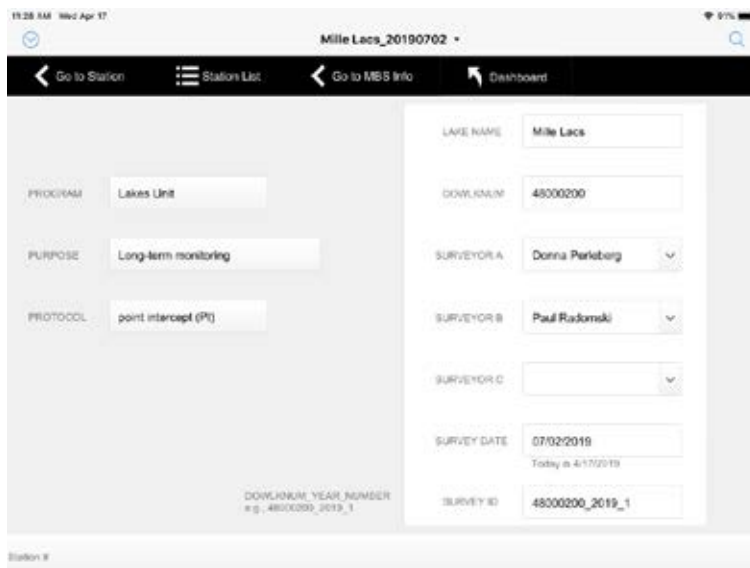 11:28 AM Wed Apr 17
91%
Mille Lacs_20190702
Go to Station
Station List
Go to MBS Info
Dashboard
LAKE NAME Mille Lacs
PROGRAM Lakes Unit
DOWLKNUM 48000200
PURPOSE Long-term monitoring
SURVEYOR A Donna Perleberg
PROTOCOL point intercept (PI)
SURVEYOR B Paul Radomski
SURVEYOR C
SURVEY DATE 07/02/2019
Today is 4/17/2019
DOWLKNUM_YEAR_NUMBER
e.g., 48000200_2019_1
SURVEY ID 48000200_2019_1
Station #